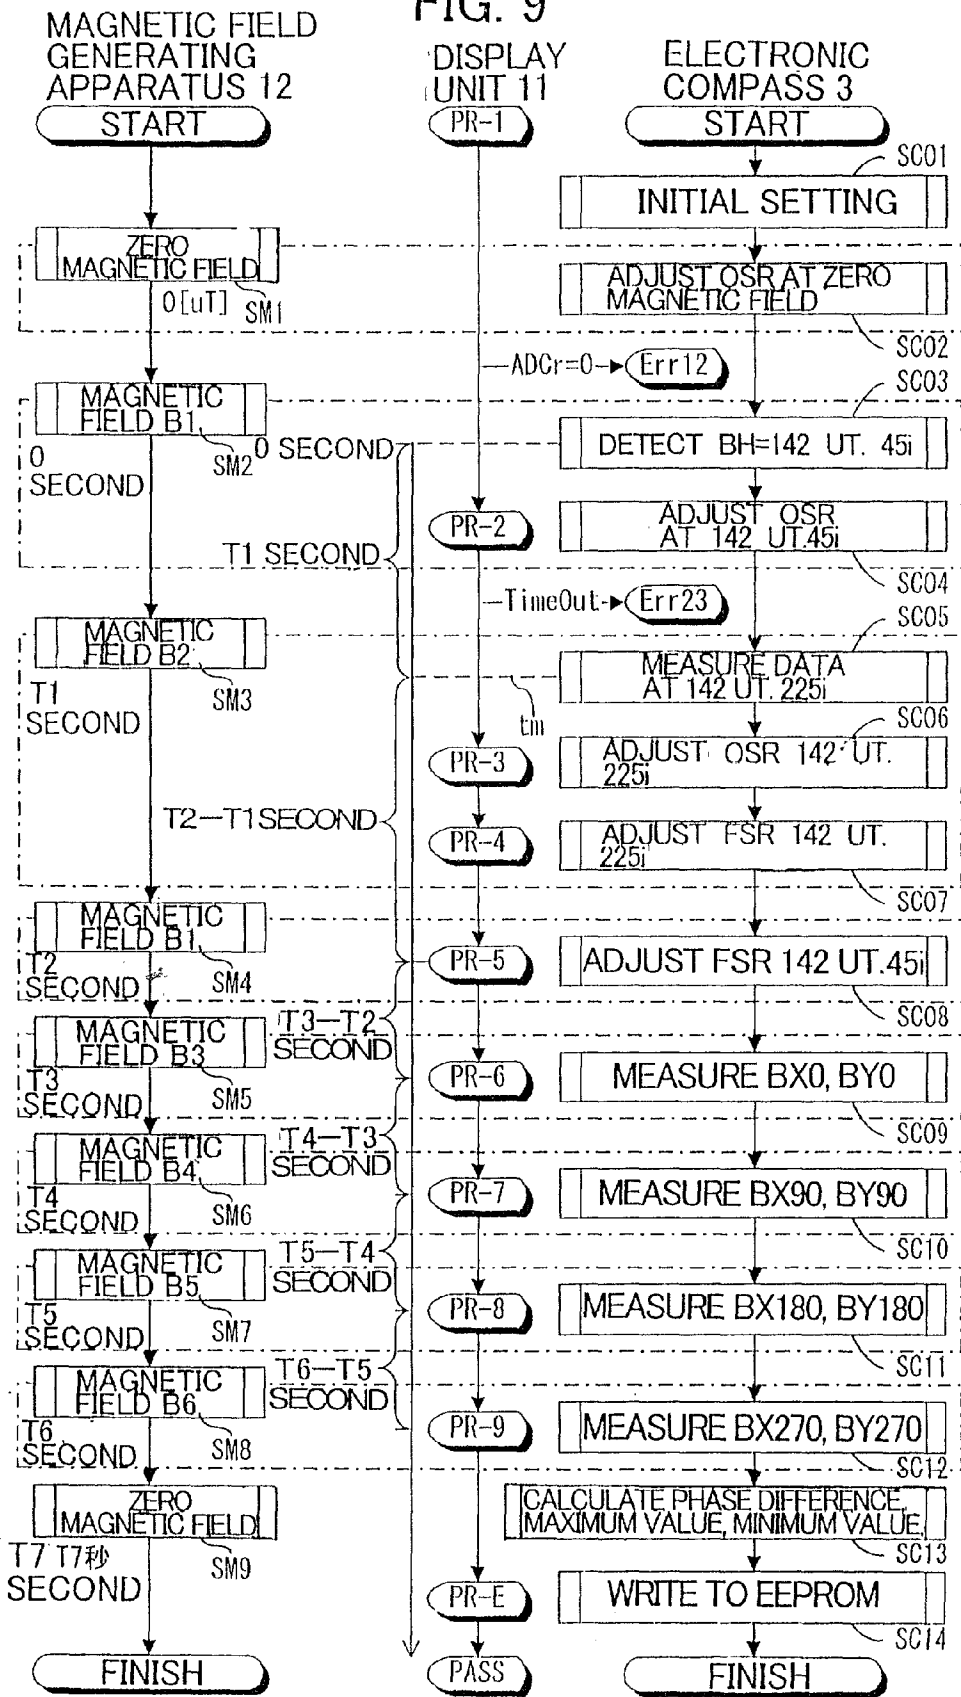 FIG. 9
MAGNETIC FIELD
GENERATING
APPARATUS 12
DISPLAY
UNIT 11
ELECTRONIC
COMPASS 3
START
PR-1
START
SC01
INITIAL SETTING
ZERO
MAGNETIC FIELD
0[uT]
SM1
ADJUST OSR AT ZERO
MAGNETIC FIELD
SC02
ADCr=0
Err12
SC03
MAGNETIC
FIELD B1
SM2
0
SECOND
0 SECOND
DETECT BH=142 UT. 45i
PR-2
ADJUST OSR
AT 142 UT.45i
T1 SECOND
SC04
TimeOut
Err23
SC05
MAGNETIC
FIELD B2
SM3
T1
SECOND
MEASURE DATA
AT 142 UT. 225i
tm
SC06
PR-3
ADJUST OSR 142 UT.
225i
T2-T1SECOND
PR-4
ADJUST FSR 142 UT.
225i
SC07
MAGNETIC
FIELD B1
SM4
T2
SECOND
PR-5
ADJUST FSR 142 UT.45i
SC08
MAGNETIC
FIELD B3
SM5
T3
SECOND
T3-T2
SECOND
PR-6
MEASURE BX0, BY0
SC09
MAGNETIC
FIELD B4
SM6
T4
SECOND
T4-T3
SECOND
PR-7
MEASURE BX90, BY90
SC10
MAGNETIC
FIELD B5
SM7
T5
SECOND
T5-T4
SECOND
PR-8
MEASURE BX180, BY180
SC11
MAGNETIC
FIELD B6
SM8
T6
SECOND
T6-T5
SECOND
PR-9
MEASURE BX270, BY270
SC12
ZERO
MAGNETIC FIELD
SM9
T7 T7秒
SECOND
CALCULATE PHASE DIFFERENCE,
MAXIMUM VALUE, MINIMUM VALUE,
SC13
PR-E
WRITE TO EEPROM
SC14
FINISH
PASS
FINISH